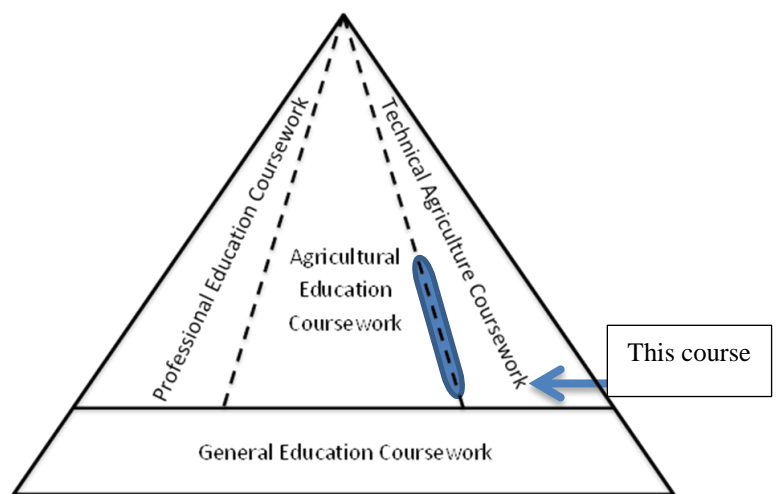 Professional Education Coursework
Technical Agriculture Coursework
Agricultural
Education
Coursework
This course
General Education Coursework